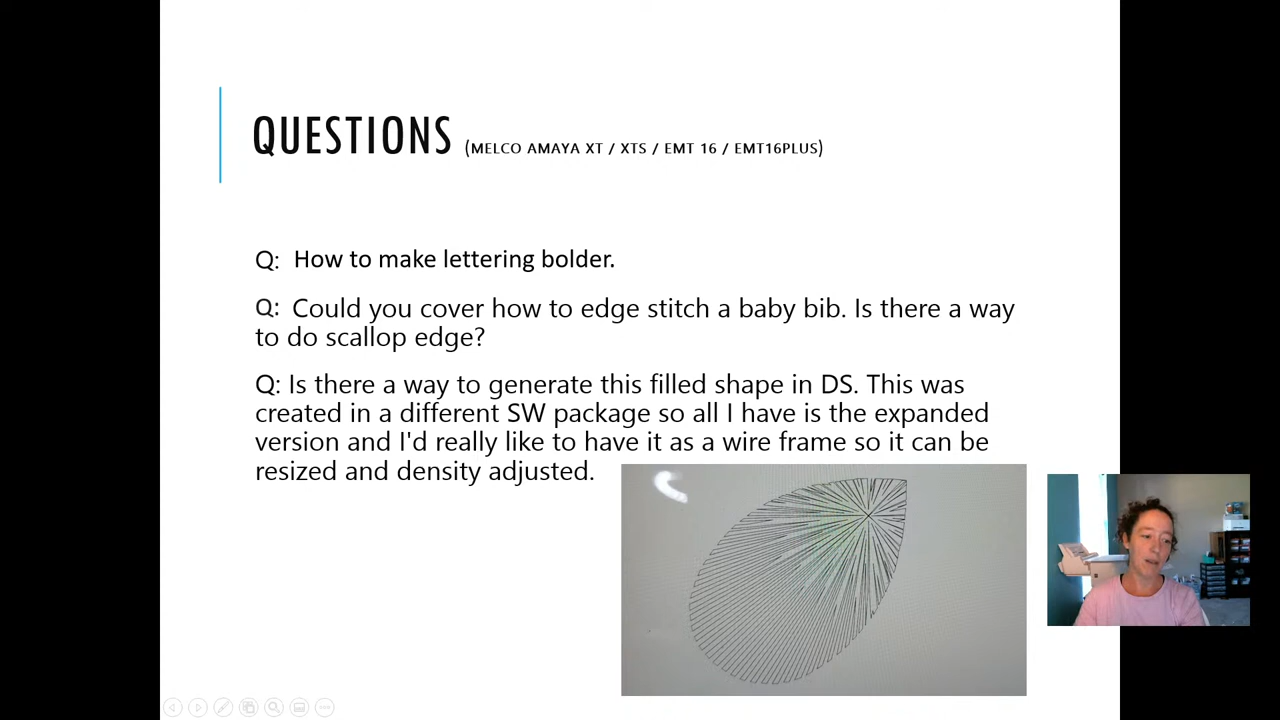 QUESTIONS (MELCO AMAYA XT / XTS / EMT 16 / EMT16PLUS)
Q: How to make lettering bolder.
Q: Could you cover how to edge stitch a baby bib. Is there a way
to do scallop edge?
Q: Is there a way to generate this filled shape in DS. This was
created in a different SW package so all I have is the expanded
version and I'd really like to have it as a wire frame so it can be
resized and density adjusted.